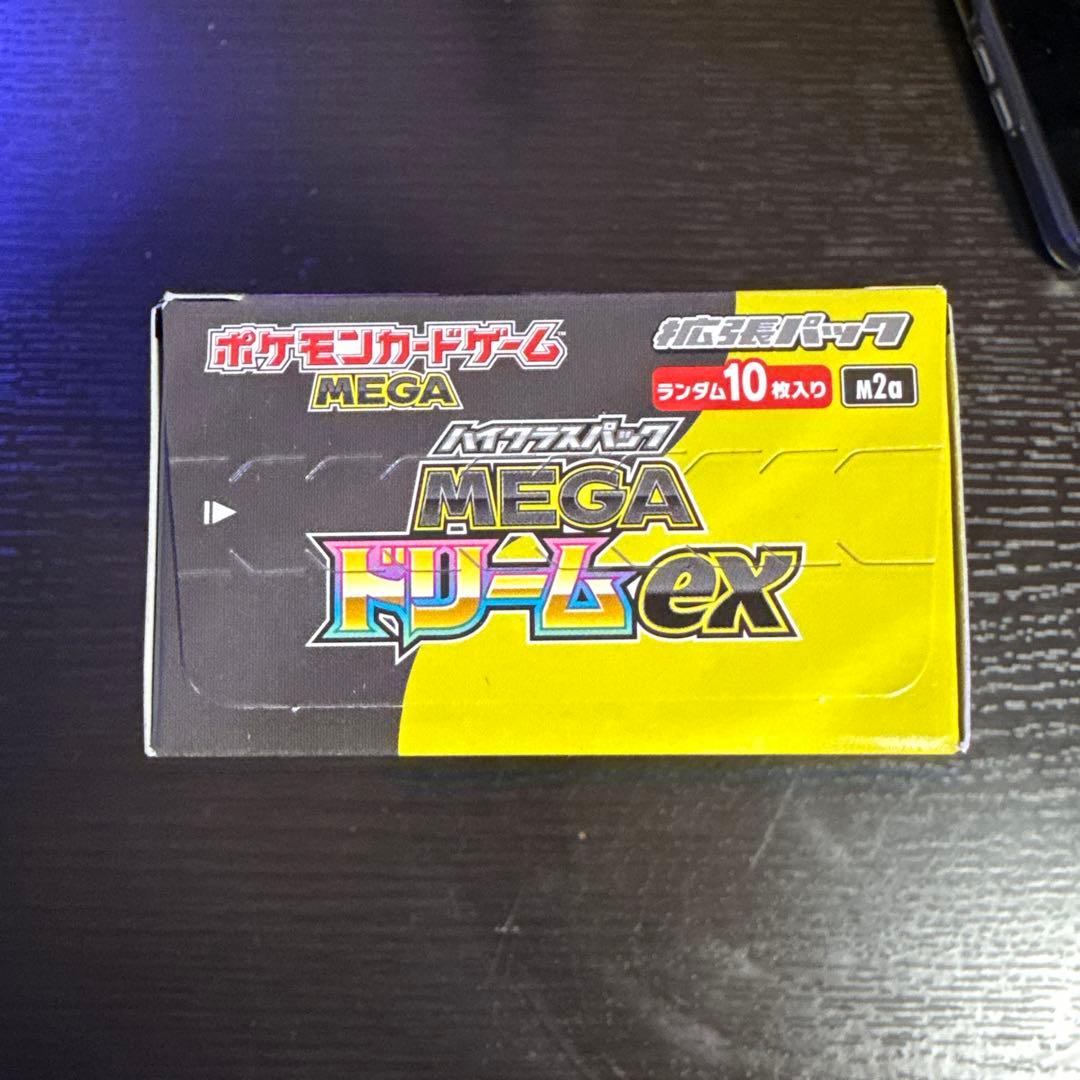 ポケモンカードゲーム™
MEGA
拡張パック
ランダム10枚入り M2a
ハイクラスパック
MEGA
ドリームex